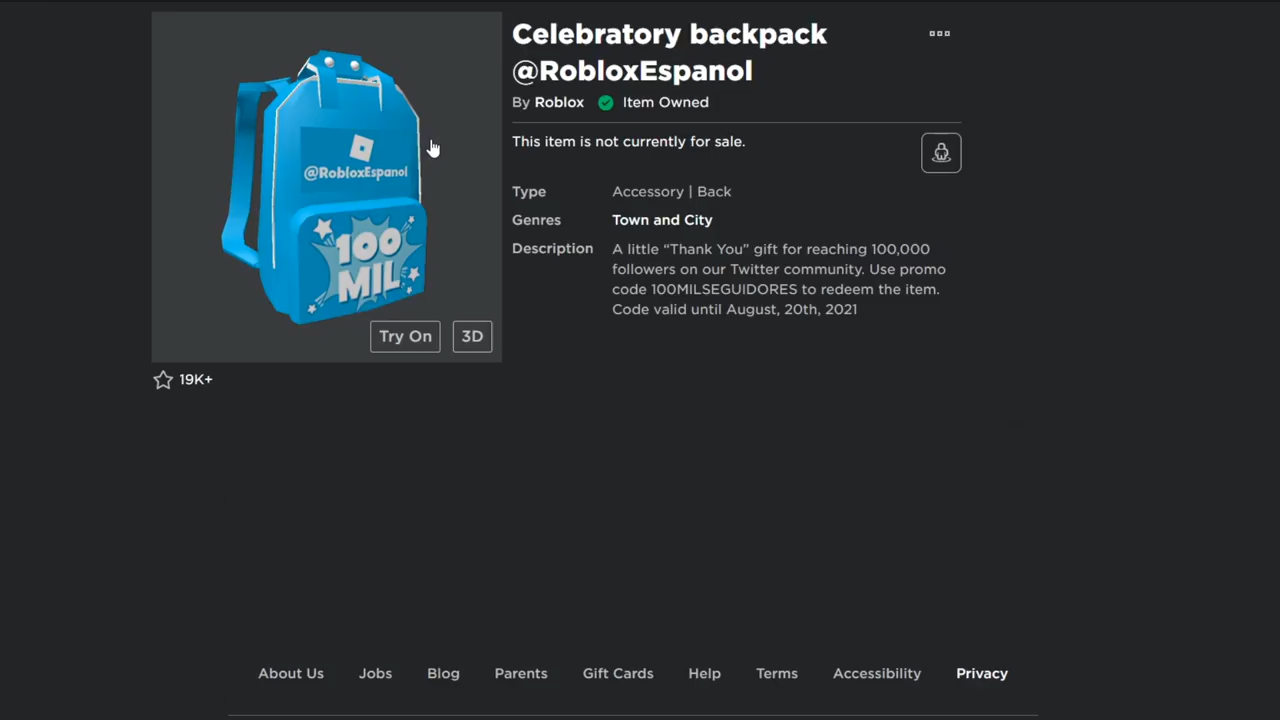 Celebratory backpack
@RobloxEspanol
By Roblox Item Owned
This item is not currently for sale.
Type Accessory | Back
Genres Town and City
Description A little “Thank You” gift for reaching 100,000
followers on our Twitter community. Use promo
code 100MILSEGUIDORES to redeem the item.
Code valid until August, 20th, 2021
@RobloxEspanol
100
MIL
Try On 3D
19K+
About Us Jobs Blog Parents Gift Cards Help Terms Accessibility Privacy